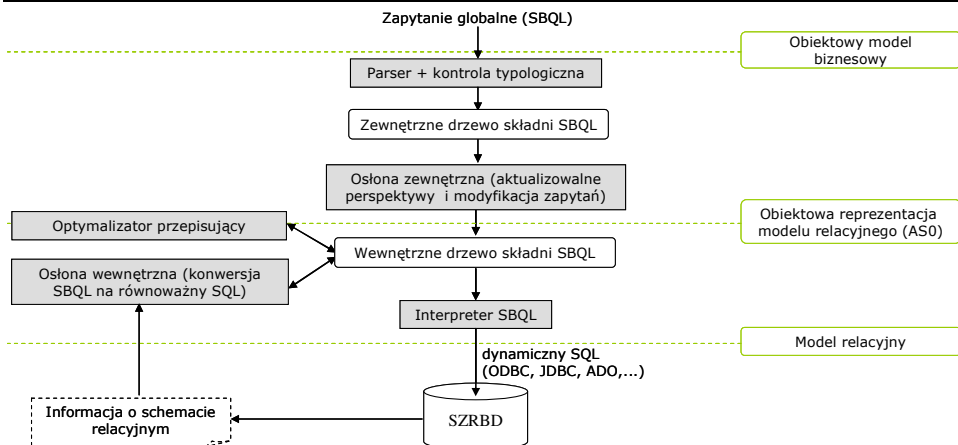 Zapytanie globalne (SBQL)
Obiektowy model
biznesowy
Parser + kontrola typologiczna
Zewnętrzne drzewo składni SBQL
Osłona zewnętrzna (aktualizowalne
perspektywy i modyfikacja zapytań)
Obiektowa reprezentacja
modelu relacyjnego (AS0)
Optymalizator przepisujący
Wewnętrzne drzewo składni SBQL
Osłona wewnętrzna (konwersja
SBQL na równoważny SQL)
Interpreter SBQL
Model relacyjny
dynamiczny SQL
(ODBC, JDBC, ADO,...)
Informacja o schemacie
relacyjnym
SZRBD